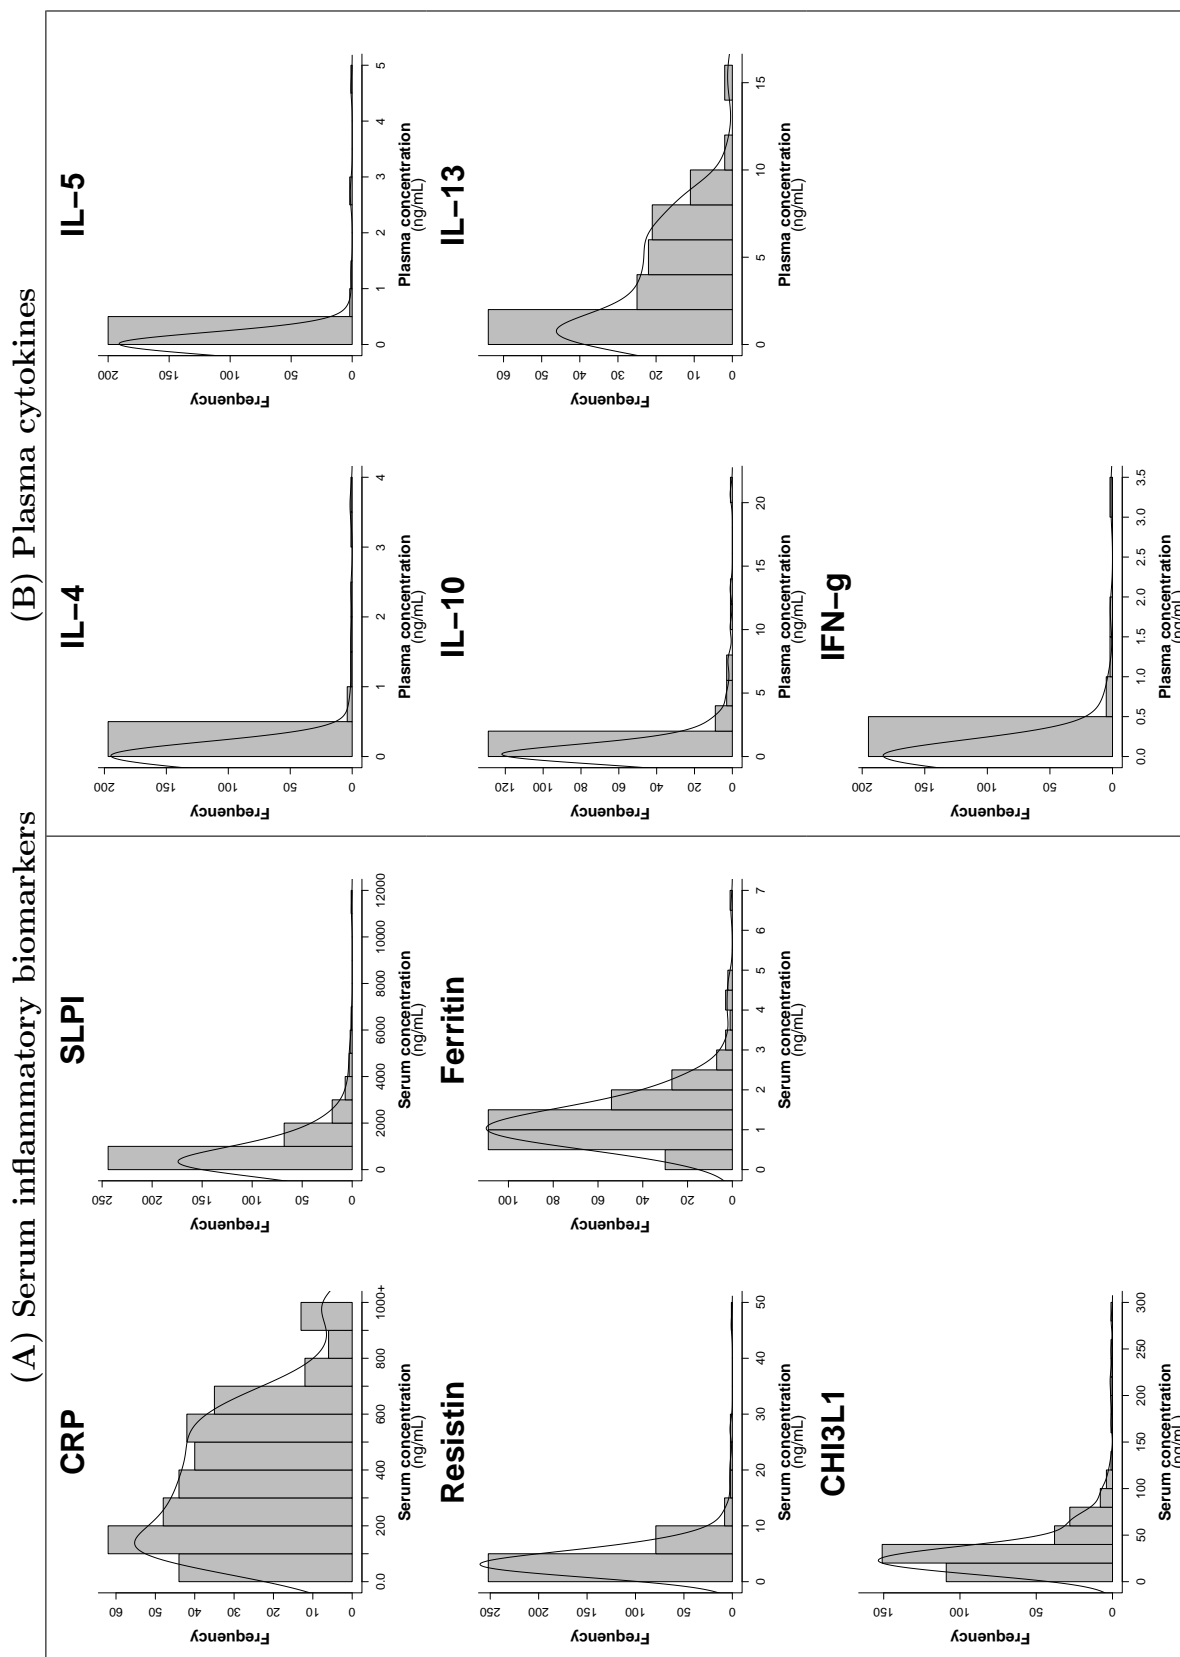 (A) Serum inflammatory biomarkers
(B) Plasma cytokines
CRP
Frequency
0 10 20 30 40 50 60
0.0 200 400 600 800 1000+
Serum concentration
(ng/mL)
SLPI
Frequency
0 50 100 150 200 250
0 2000 4000 6000 8000 10000 12000
Serum concentration
(ng/mL)
IL−4
Frequency
0 50 100 150 200
0 1 2 3 4
Plasma concentration
(ng/mL)
IL−5
Frequency
0 50 100 150 200
0 1 2 3 4 5
Plasma concentration
(ng/mL)
Resistin
Frequency
0 50 100 150 200 250
0 10 20 30 40 50
Serum concentration
(ng/mL)
Ferritin
Frequency
0 20 40 60 80 100
0 1 2 3 4 5 6 7
Serum concentration
(ng/mL)
IL−10
Frequency
0 20 40 60 80 100 120
0 5 10 15 20
Plasma concentration
(ng/mL)
IL−13
Frequency
0 10 20 30 40 50 60
0 5 10 15
Plasma concentration
(ng/mL)
CHI3L1
Frequency
0 50 100 150
0 50 100 150 200 250 300
Serum concentration
(ng/mL)
IFN−g
Frequency
0 50 100 150 200
0.0 0.5 1.0 1.5 2.0 2.5 3.0 3.5
Plasma concentration
(ng/mL)